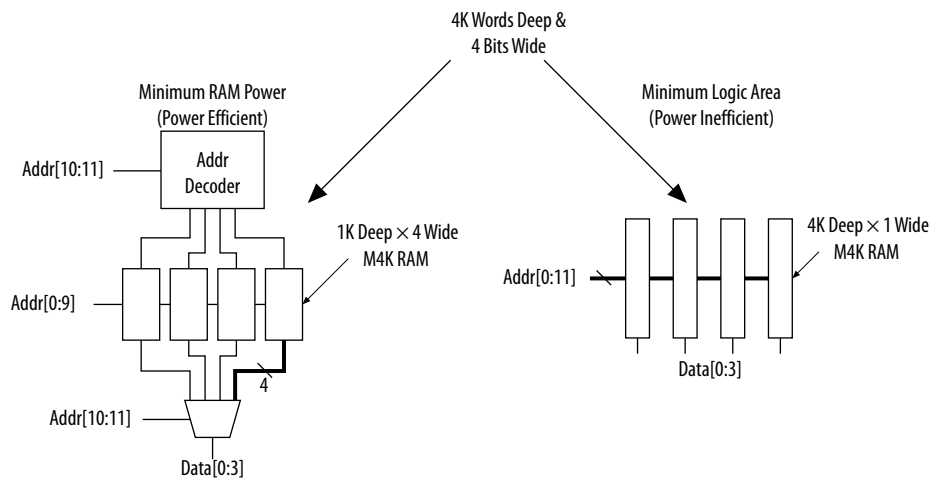 4K Words Deep &
4 Bits Wide
Minimum RAM Power
(Power Efficient)
Addr[10:11]
Addr
Decoder
1K Deep × 4 Wide
M4K RAM
Addr[0:9]
4
Addr[10:11]
Data[0:3]
Minimum Logic Area
(Power Inefficient)
4K Deep × 1 Wide
M4K RAM
Addr[0:11]
Data[0:3]